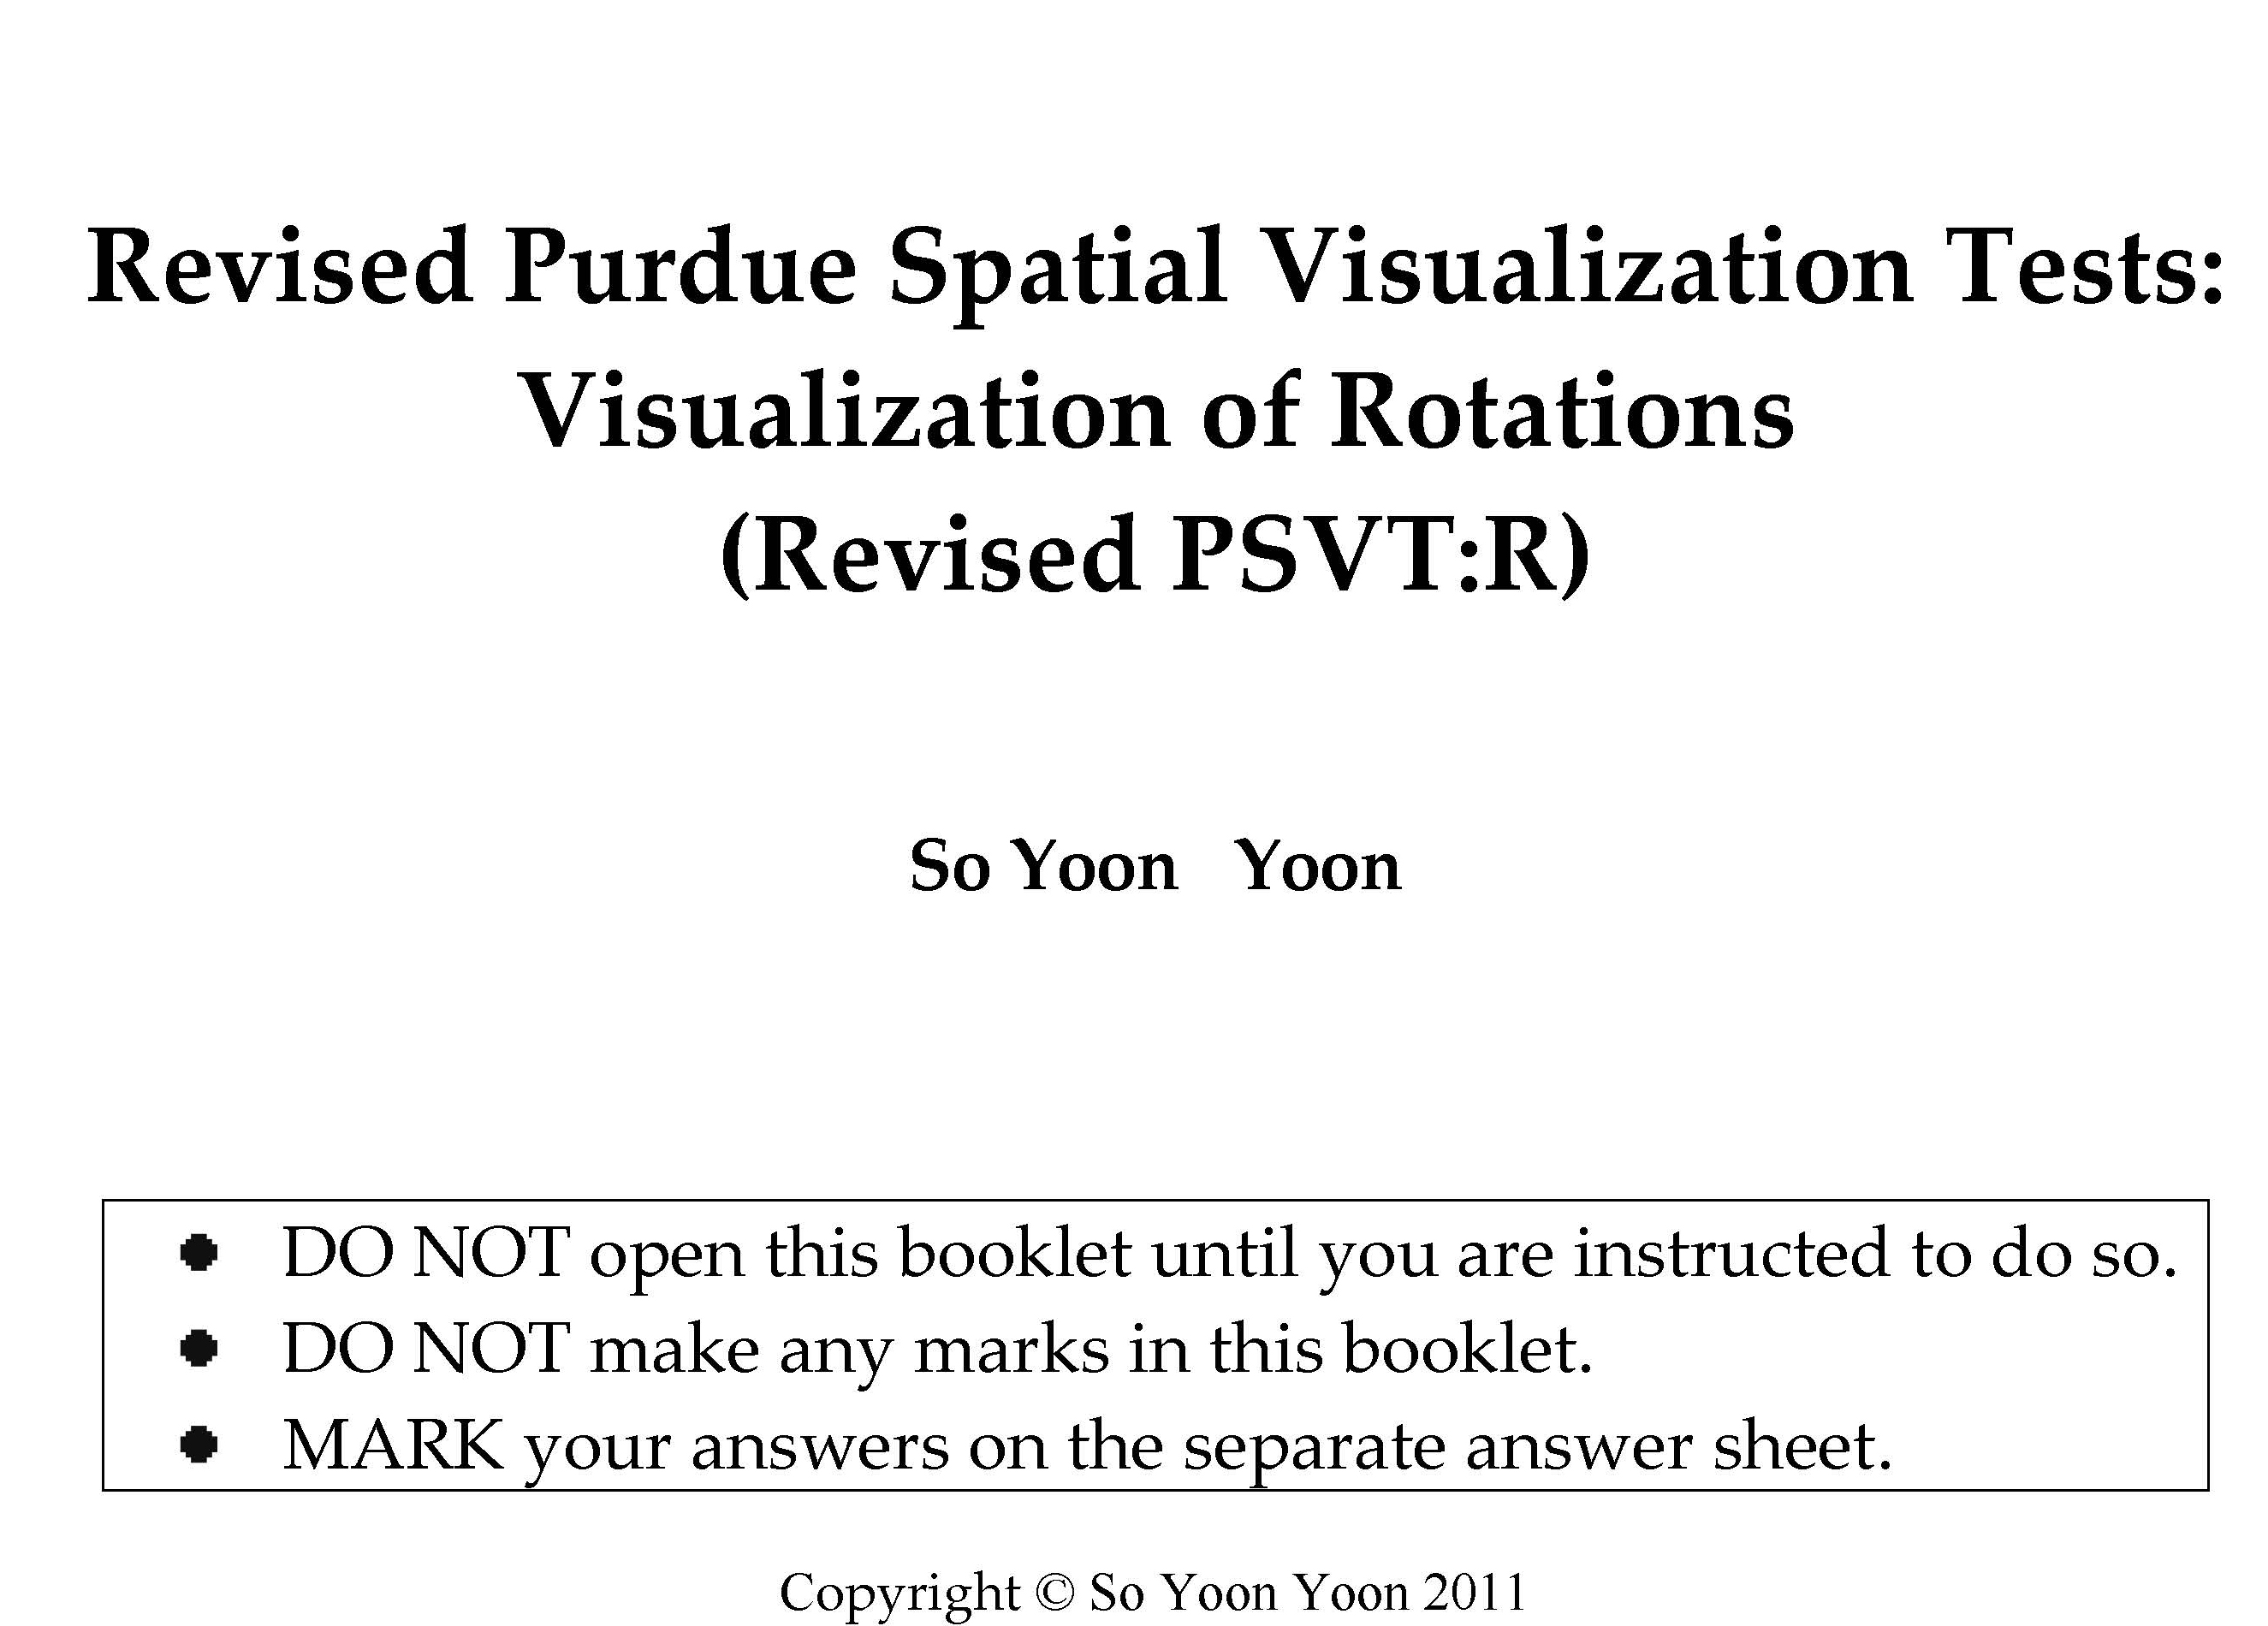 Revised Purdue Spatial Visualization Tests:
Visualization of Rotations
(Revised PSVT:R)
So Yoon Yoon
● DO NOT open this booklet until you are instructed to do so.
● DO NOT make any marks in this booklet.
● MARK your answers on the separate answer sheet.
Copyright © So Yoon Yoon 2011